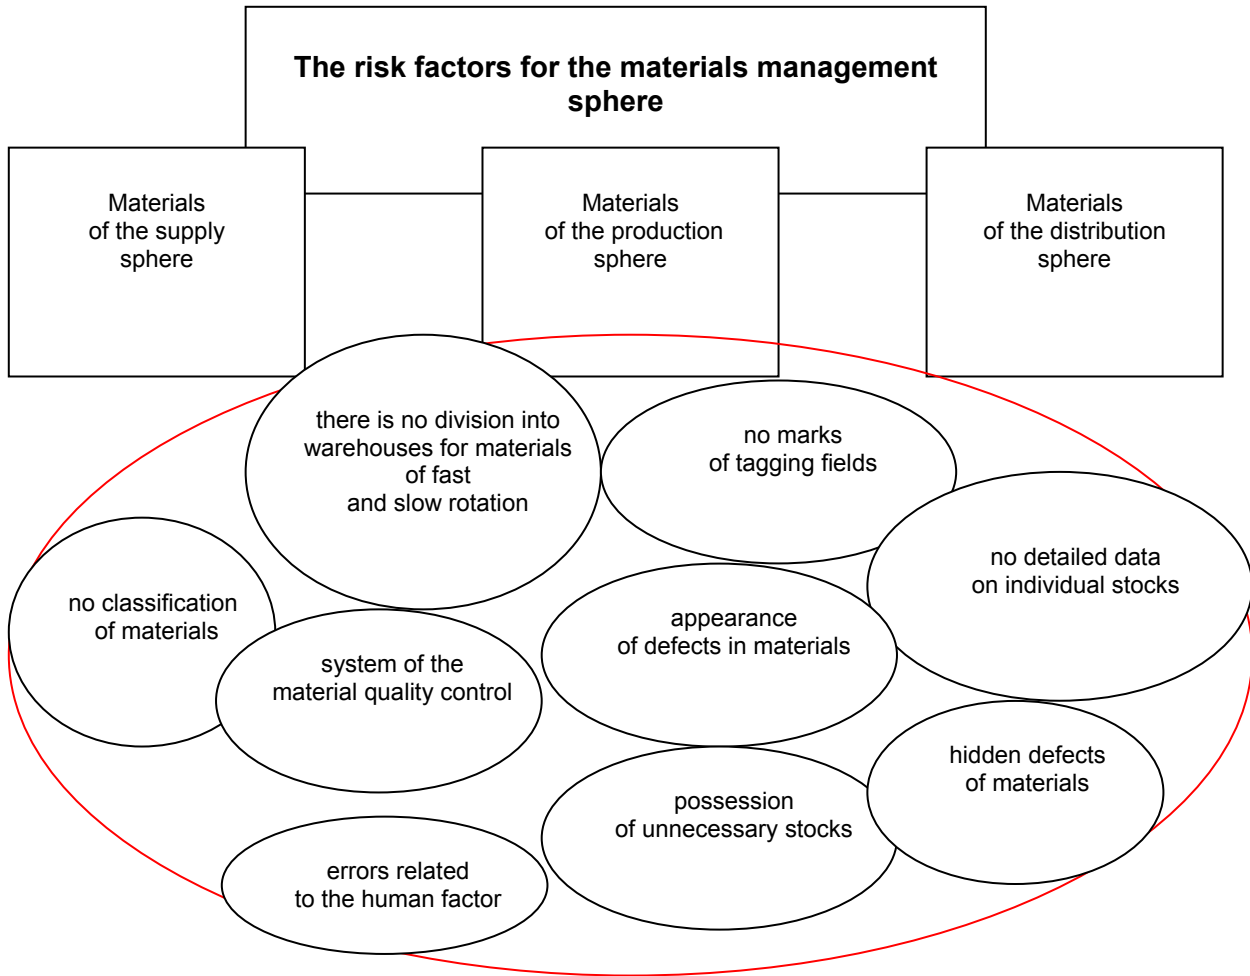 The risk factors for the materials management
sphere
Materials
of the supply
sphere
Materials
of the production
sphere
Materials
of the distribution
sphere
there is no division into
warehouses for materials
of fast
and slow rotation
no marks
of tagging fields
no detailed data
on individual stocks
no classification
of materials
appearance
of defects in materials
system of the
material quality control
hidden defects
of materials
possession
of unnecessary stocks
errors related
to the human factor